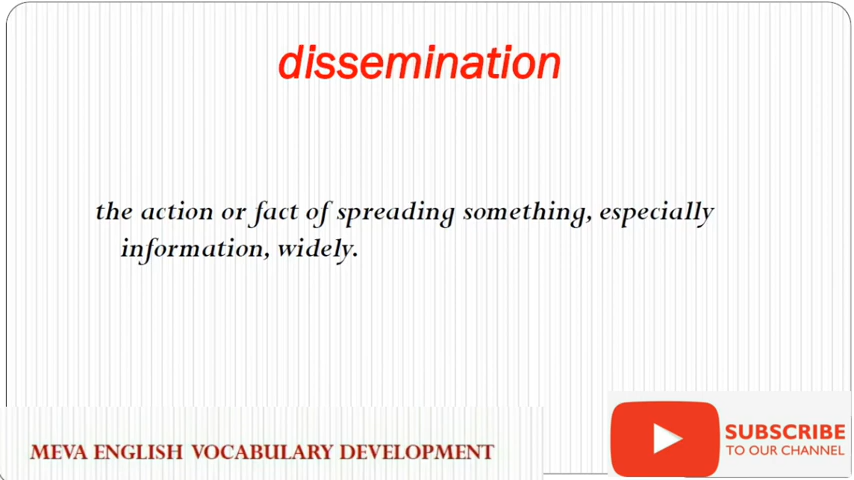 dissemination
the action or fact of spreading something, especially
information, widely.
MEVA ENGLISH VOCABULARY DEVELOPMENT
SUBSCRIBE
TO OUR CHANNEL